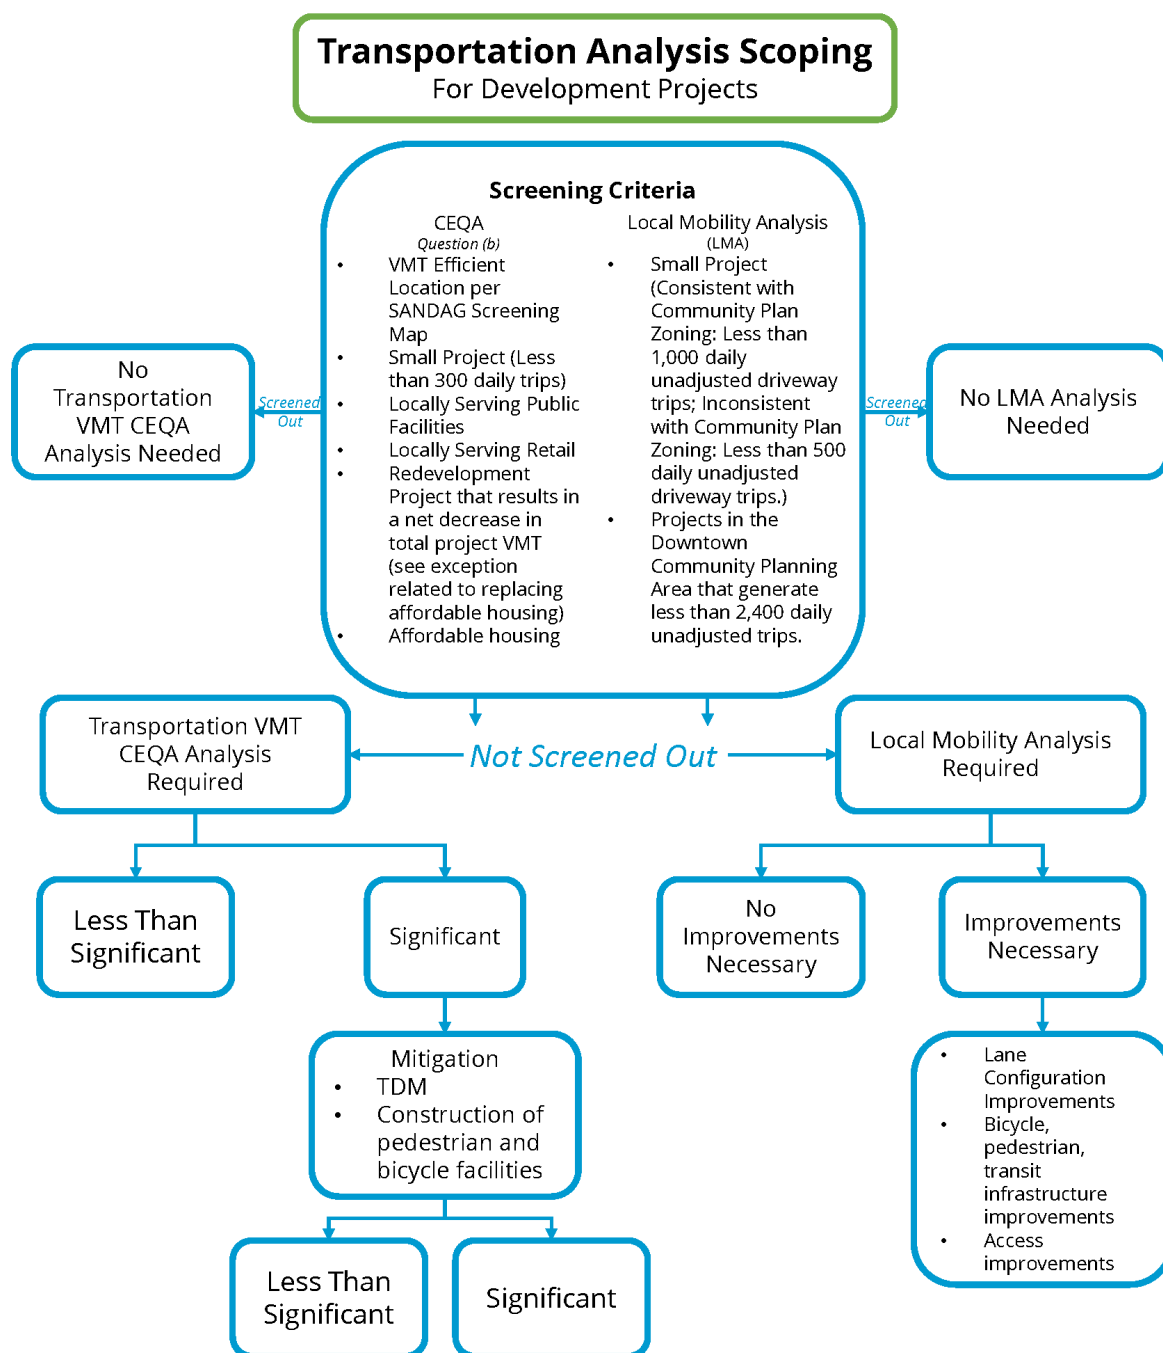 Transportation Analysis Scoping
For Development Projects
Screening Criteria
CEQA
Question (b)
• VMT Efficient
Location per
SANDAG Screening
Map
• Small Project (Less
than 300 daily trips)
• Locally Serving Public
Facilities
• Locally Serving Retail
• Redevelopment
Project that results in
a net decrease in
total project VMT
(see exception
related to replacing
affordable housing)
• Affordable housing
Local Mobility Analysis
(LMA)
• Small Project
(Consistent with
Community Plan
Zoning: Less than
1,000 daily
unadjusted driveway
trips; Inconsistent
with Community Plan
Zoning: Less than 500
daily unadjusted
driveway trips.)
• Projects in the
Downtown
Community Planning
Area that generate
less than 2,400 daily
unadjusted trips.
Screened
Out
No
Transportation
VMT CEQA
Analysis Needed
Screened
Out
No LMA Analysis
Needed
Not Screened Out
Transportation VMT
CEQA Analysis
Required
Local Mobility Analysis
Required
Less Than
Significant
Significant
No
Improvements
Necessary
Improvements
Necessary
Mitigation
• TDM
• Construction of
pedestrian and
bicycle facilities
• Lane
Configuration
Improvements
• Bicycle,
pedestrian,
transit
infrastructure
improvements
• Access
improvements
Less Than
Significant
Significant